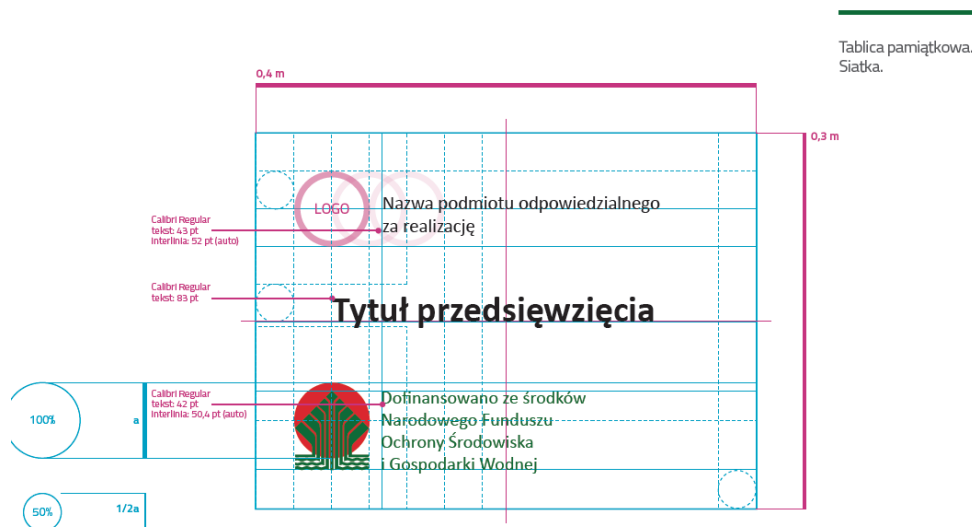 Tablica pamiątkowa.
Siatka.
0,4 m
0,3 m
LOGO
Nazwa podmiotu odpowiedzialnego
za realizację
Calibri Regular
tekst: 43 pt
interlinia: 52 pt (auto)
Calibri Regular
tekst: 83 pt
Tytuł przedsięwzięcia
Calibri Regular
tekst: 42 pt
interlinia: 50,4 pt (auto)
Dofinansowano ze środków
Narodowego Funduszu
Ochrony Środowiska
i Gospodarki Wodnej
100%
a
50%
1/2a